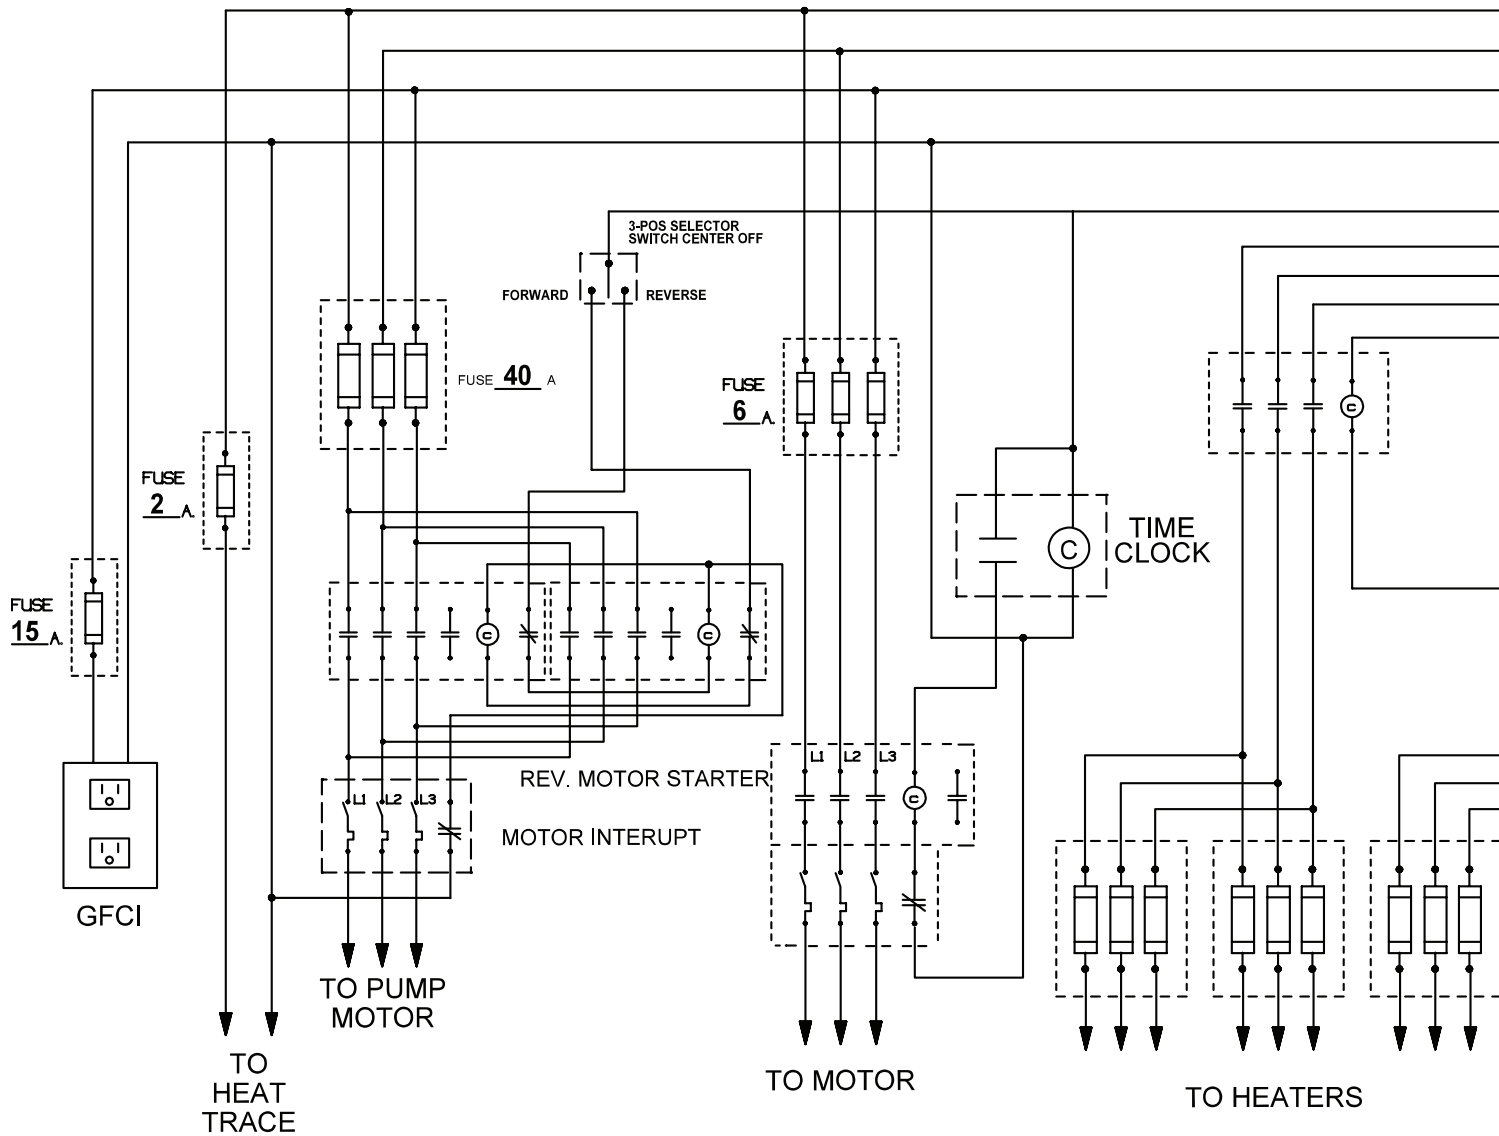 3-POS SELECTOR
SWITCH CENTER OFF
FORWARD
REVERSE
FUSE 40 A
FUSE
6 A.
FUSE
2 A.
TIME
CLOCK
C
C
FUSE
15 A.
C
C
L1 L2 L3
REV. MOTOR STARTER
C
L1 L2 L3
MOTOR INTERUPT
GFCI
TO PUMP
MOTOR
TO
HEAT
TRACE
TO MOTOR
TO HEATERS